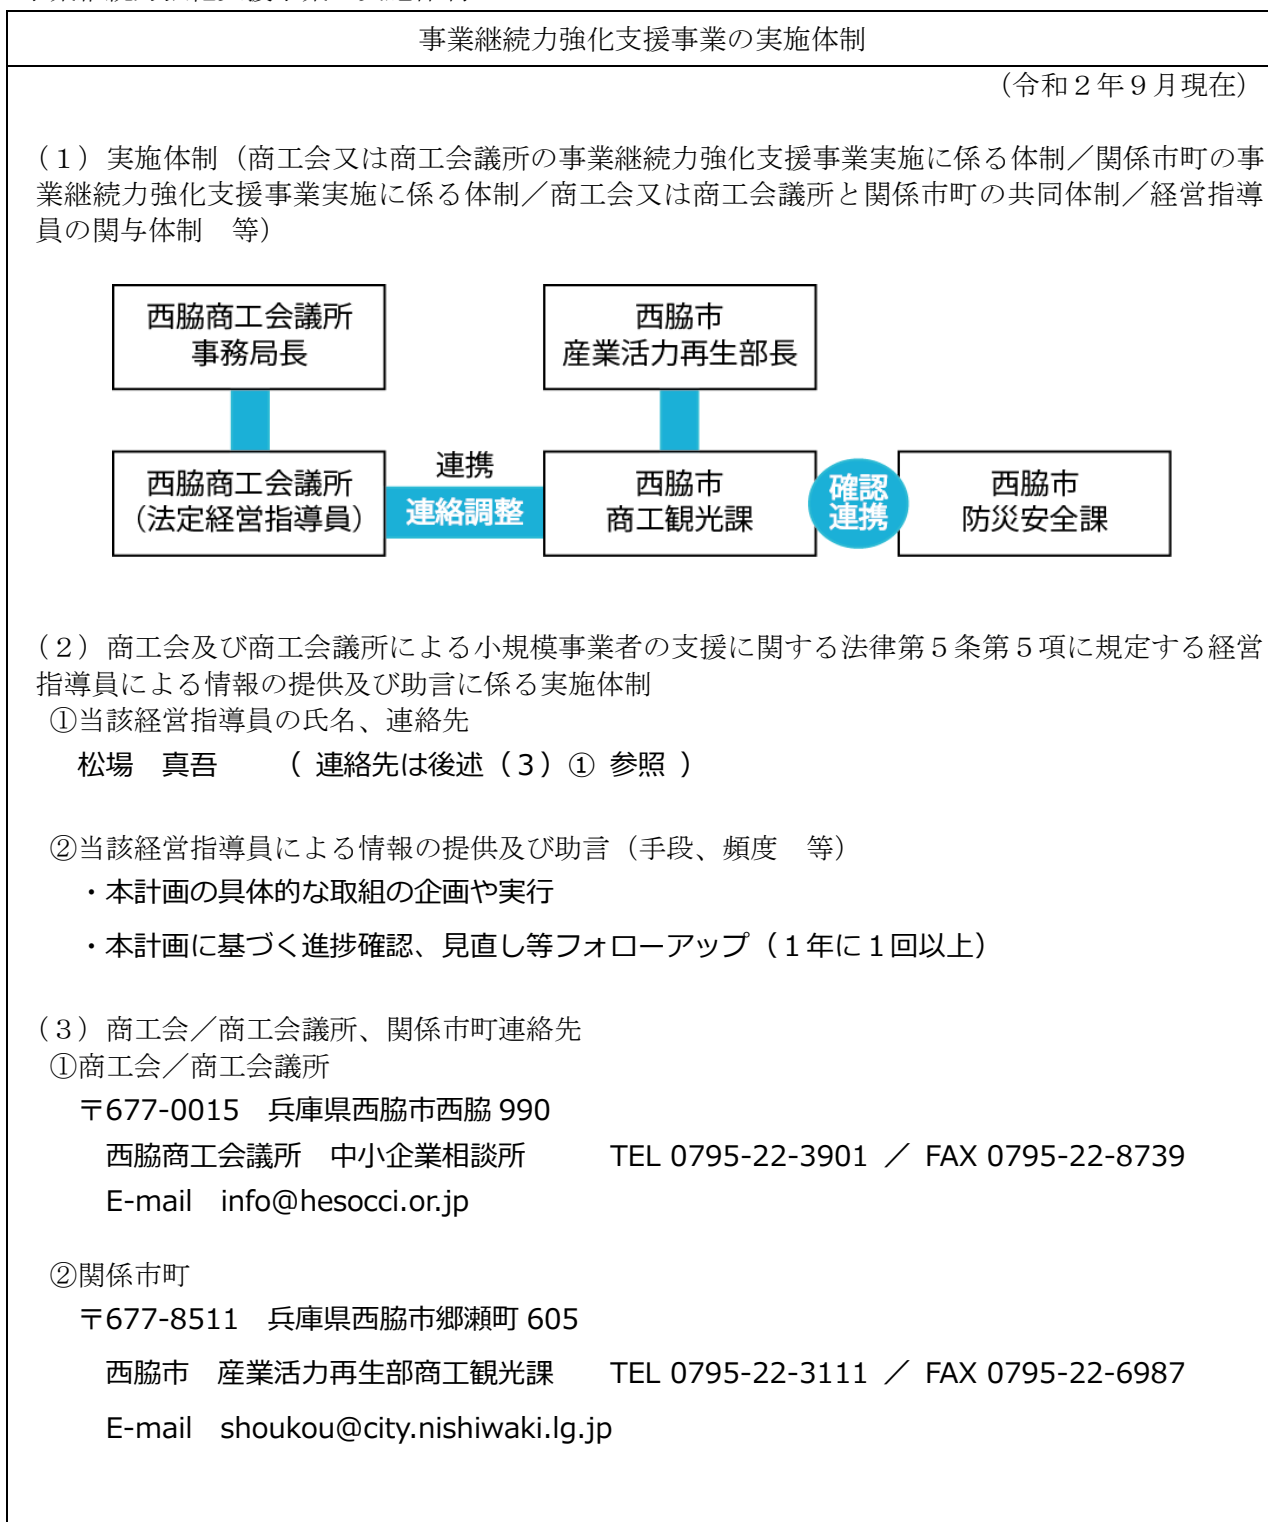 事業継続力強化支援事業の実施体制
（令和２年９月現在）
（１）実施体制（商工会又は商工会議所の事業継続力強化支援事業実施に係る体制／関係市町の事
業継続力強化支援事業実施に係る体制／商工会又は商工会議所と関係市町の共同体制／経営指導
員の関与体制　等）
西脇商工会議所
事務局長
西脇市
産業活力再生部長
西脇商工会議所
（法定経営指導員）
連携
連絡調整
西脇市
商工観光課
確認
連携
西脇市
防災安全課
（２）商工会及び商工会議所による小規模事業者の支援に関する法律第５条第５項に規定する経営
指導員による情報の提供及び助言に係る実施体制
①当該経営指導員の氏名、連絡先
松場　真吾　　（ 連絡先は後述（３）① 参照 ）
②当該経営指導員による情報の提供及び助言（手段、頻度　等）
・本計画の具体的な取組の企画や実行
・本計画に基づく進捗確認、見直し等フォローアップ（１年に１回以上）
（３）商工会／商工会議所、関係市町連絡先
①商工会／商工会議所
〒677-0015　兵庫県西脇市西脇 990
西脇商工会議所　中小企業相談所　　　TEL 0795-22-3901 ／ FAX 0795-22-8739
E-mail　info@hesocci.or.jp
②関係市町
〒677-8511　兵庫県西脇市郷瀬町 605
西脇市　産業活力再生部商工観光課　　TEL 0795-22-3111 ／ FAX 0795-22-6987
E-mail　shoukou@city.nishiwaki.lg.jp